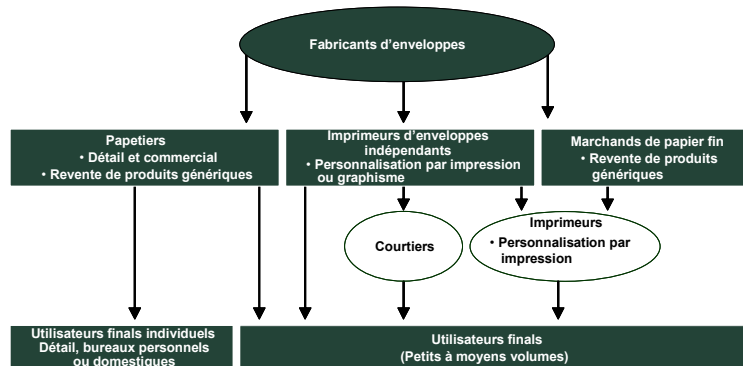 Fabricants d’enveloppes
Papetiers
• Détail et commercial
• Revente de produits génériques
Imprimeurs d’enveloppes
indépendants
• Personnalisation par impression
ou graphisme
Marchands de papier fin
• Revente de produits
génériques
Courtiers
Imprimeurs
• Personnalisation par
impression
Utilisateurs finals individuels
Détail, bureaux personnels
ou domestiques
Utilisateurs finals
(Petits à moyens volumes)